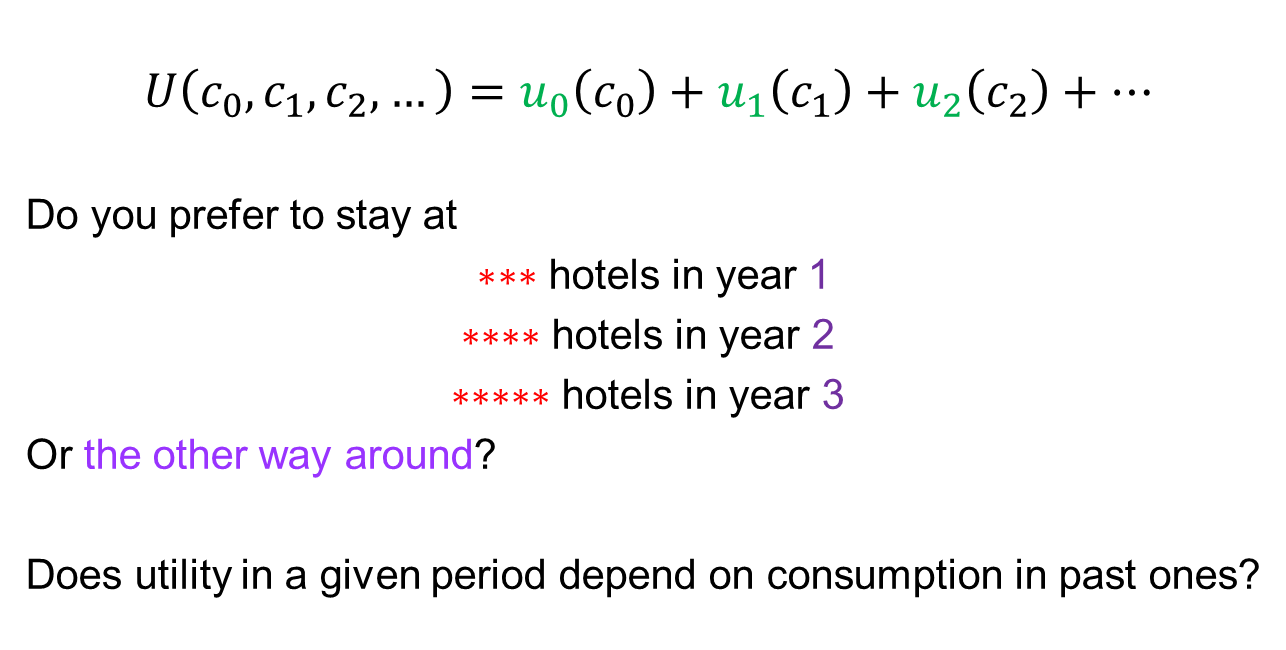 U(c₀, c₁, c₂, …) = u₀(c₀) + u₁(c₁) + u₂(c₂) + ⋯
Do you prefer to stay at
*** hotels in year 1
**** hotels in year 2
***** hotels in year 3
Or the other way around?
Does utility in a given period depend on consumption in past ones?